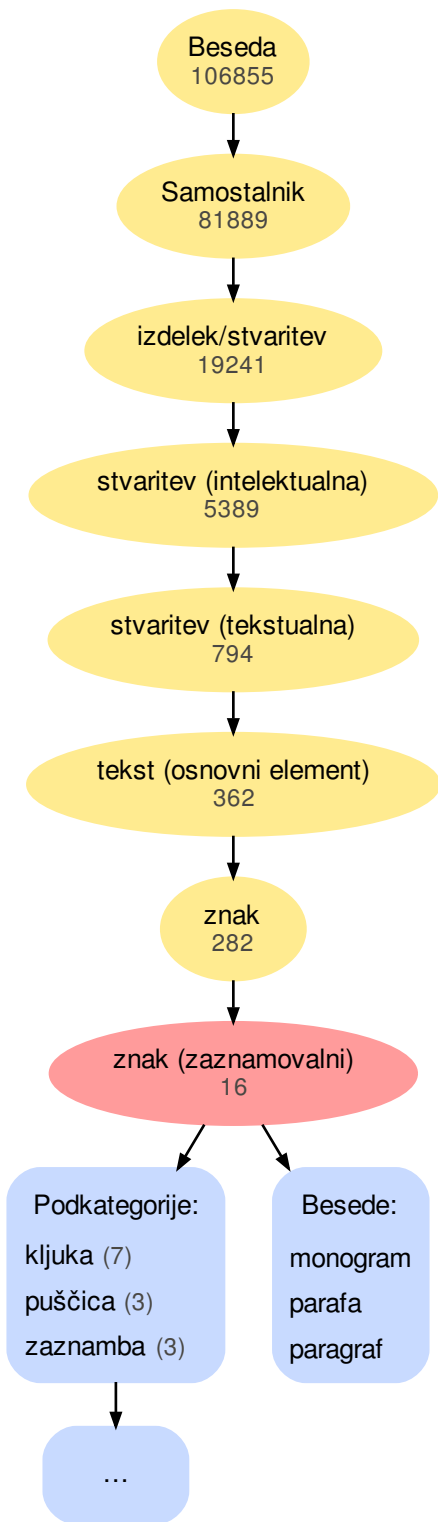 Beseda
106855
Samostalnik
81889
izdelek/stvaritev
19241
stvaritev (intelektualna)
5389
stvaritev (tekstualna)
794
tekst (osnovni element)
362
znak
282
znak (zaznamovalni)
16
Podkategorije:
kljuka (7)
puščica (3)
zaznamba (3)
Besede:
monogram
parafa
paragraf
...